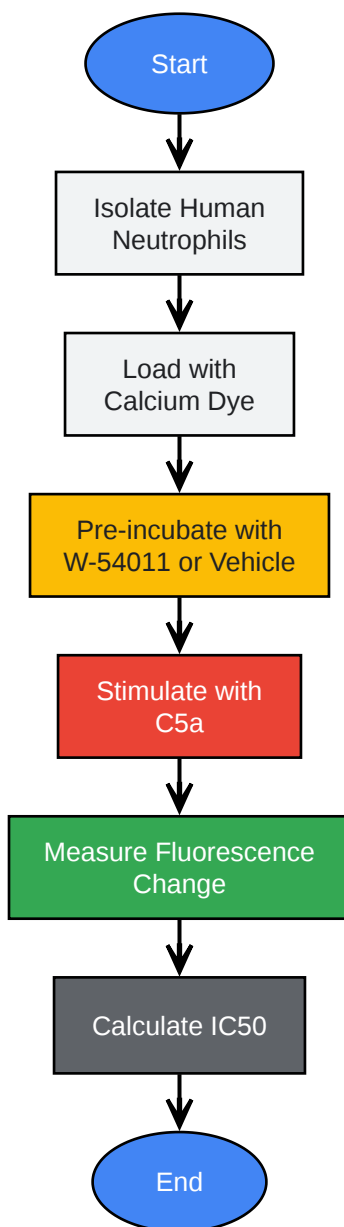 Start
Isolate Human
Neutrophils
Load with
Calcium Dye
Pre-incubate with
W-54011 or Vehicle
Stimulate with
C5a
Measure Fluorescence
Change
Calculate IC50
End